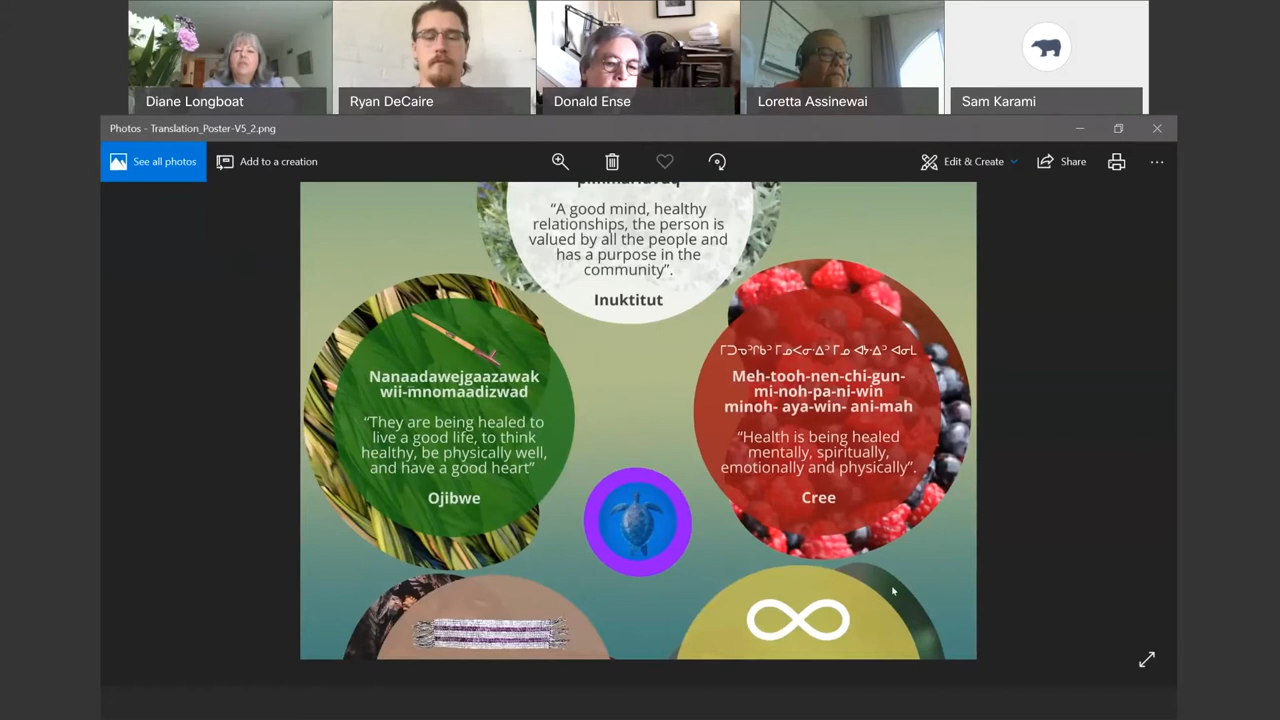 Diane Longboat
Ryan DeCaire
Donald Ense
Loretta Assinewai
Sam Karami
Photos - Translation_Poster-V5_2.png
See all photos
Add to a creation
Edit & Create
Share
“A good mind, healthy
relationships, the person is
valued by all the people and
has a purpose in the
community”.
Inuktitut
Nanaadawejgaazawak
wii-mnomaadizwad
“They are being healed to
live a good life, to think
healthy, be physically well,
and have a good heart”
Ojibwe
Meh-tooh-nen-chi-gun-
mi-noh-pa-ni-win
minoh- aya-win- ani-mah
“Health is being healed
mentally, spiritually,
emotionally and physically”.
Cree